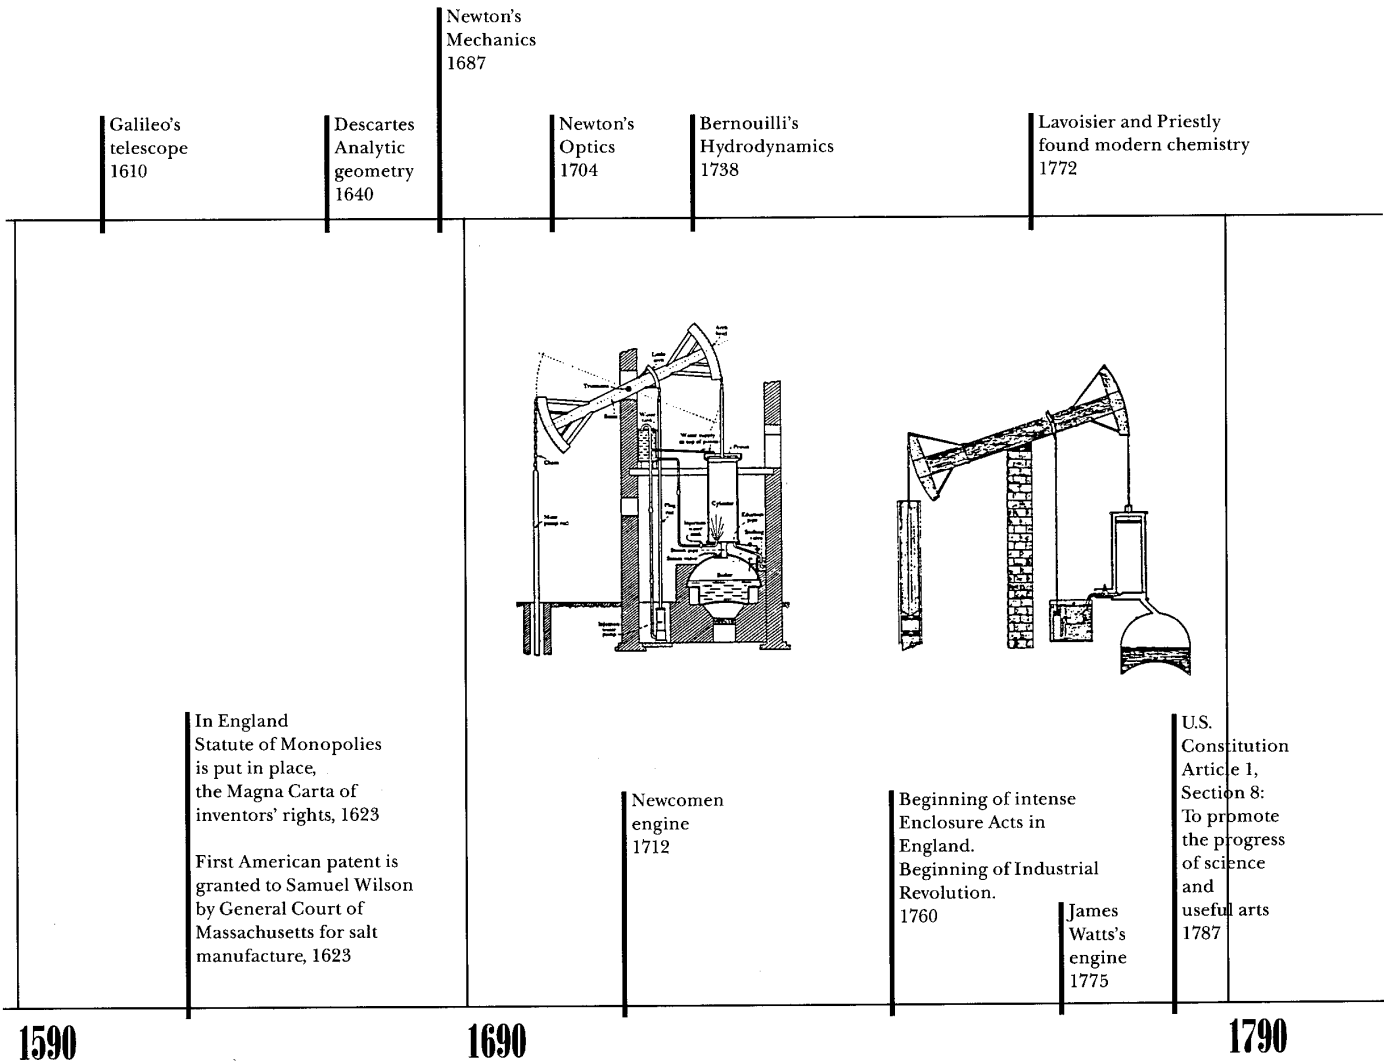 Newton's
Mechanics
1687
Galileo's
telescope
1610
Descartes
Analytic
geometry
1640
Newton's
Optics
1704
Bernouilli's
Hydrodynamics
1738
Lavoisier and Priestly
found modern chemistry
1772
Cylinder
Boiler
In England
Statute of Monopolies
is put in place,
the Magna Carta of
inventors' rights, 1623
First American patent is
granted to Samuel Wilson
by General Court of
Massachusetts for salt
manufacture, 1623
Newcomen
engine
1712
Beginning of intense
Enclosure Acts in
England.
Beginning of Industrial
Revolution.
1760
James
Watts's
engine
1775
U.S.
Constitution
Article 1,
Section 8:
To promote
the progress
of science
and
useful arts
1787
1590
1690
1790